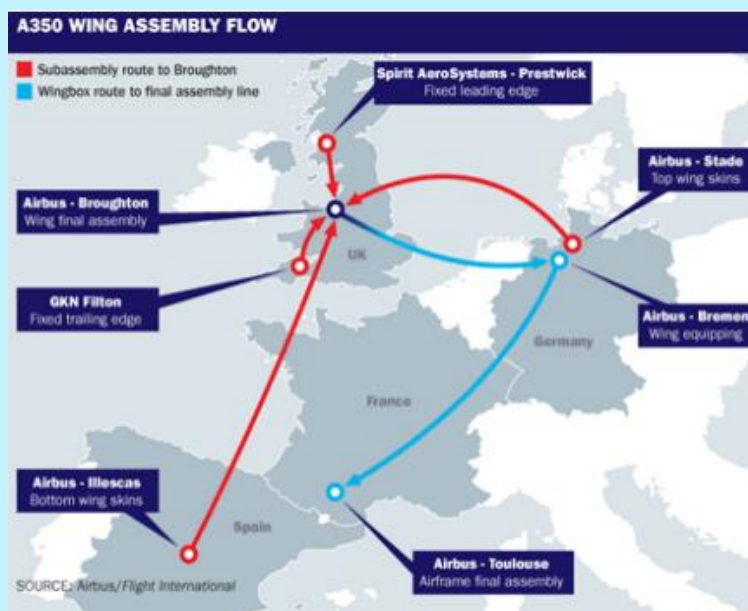 A350 WING ASSEMBLY FLOW
Subassembly route to Broughton
Wingbox route to final assembly line
Spirit AeroSystems - Prestwick
Fixed leading edge
Airbus - Stade
Top wing skins
Airbus - Broughton
Wing final assembly
UK
GKN Filton
Fixed trailing edge
Airbus - Bremen
Wing equipping
Germany
France
Airbus - Illescas
Bottom wing skins
Spain
Airbus - Toulouse
Airframe final assembly
SOURCE: Airbus/Flight International